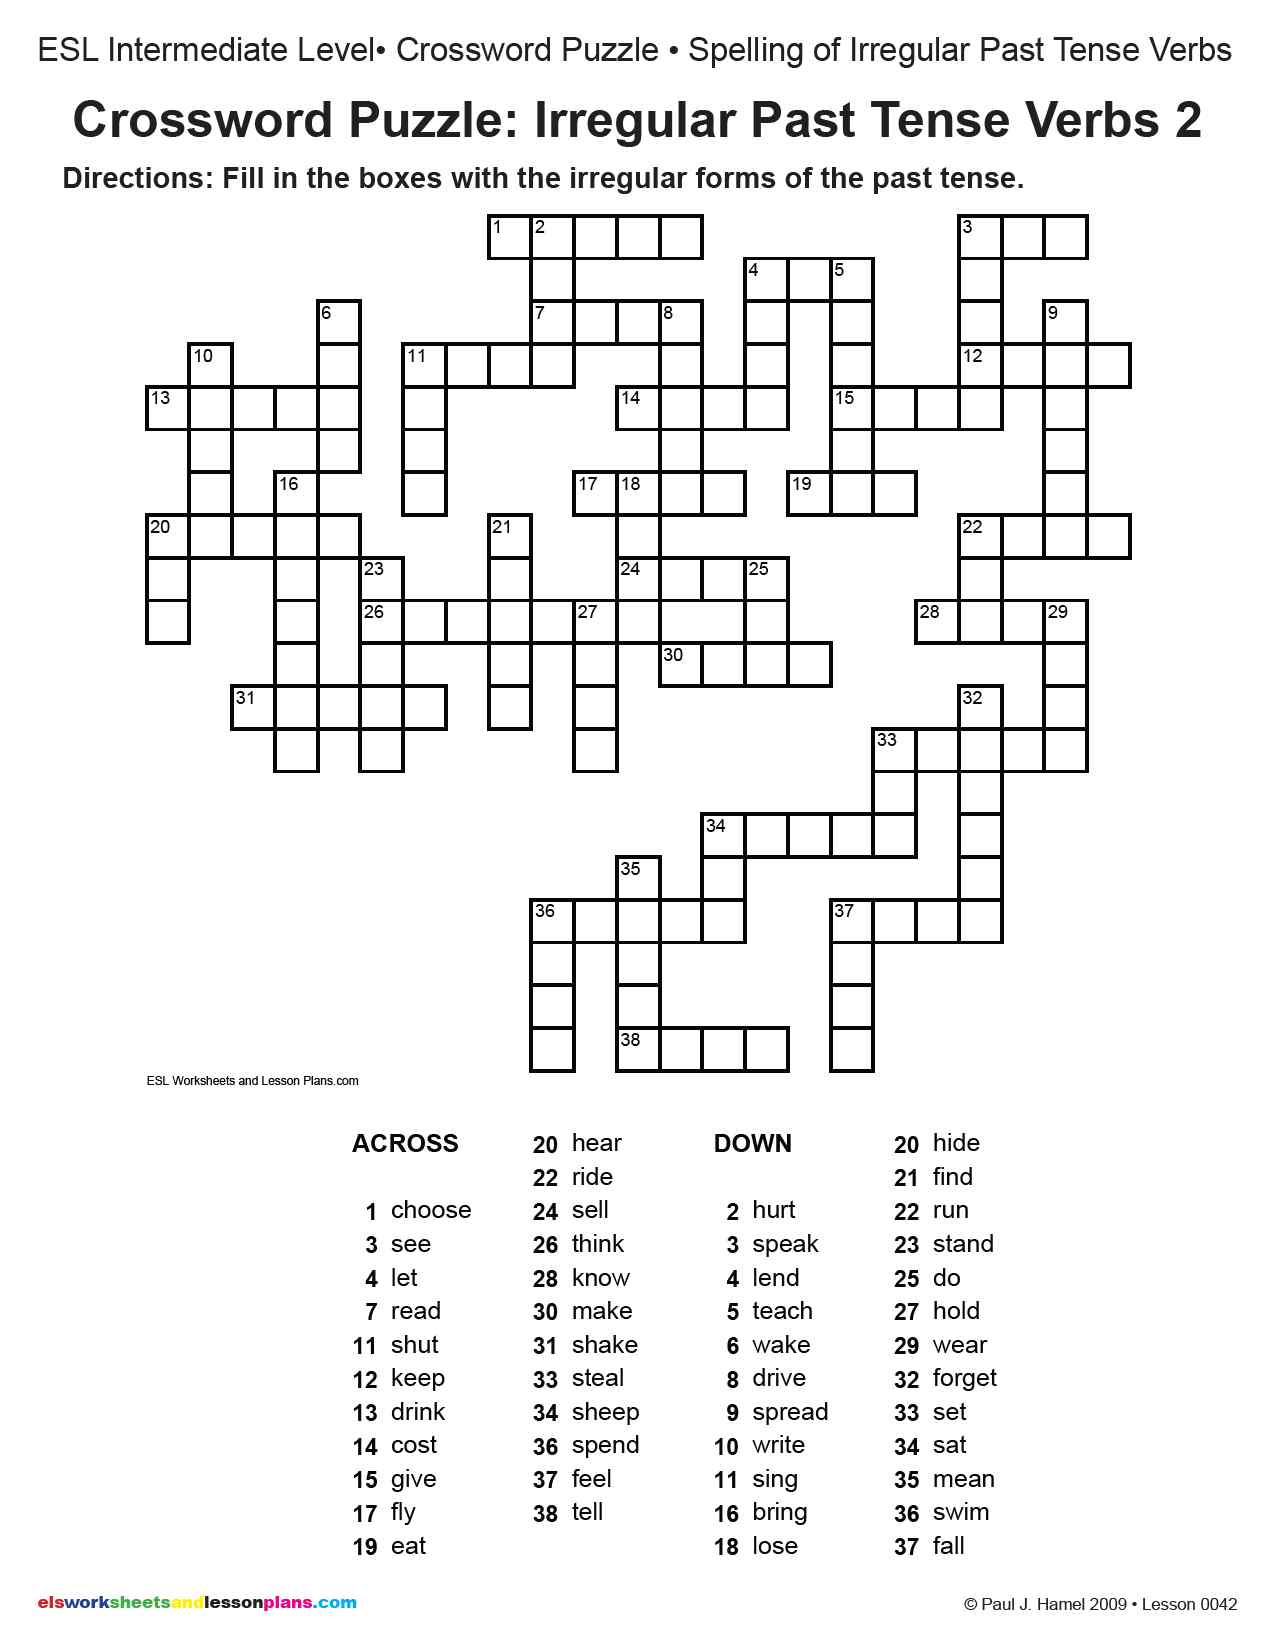 ESL Intermediate Level• Crossword Puzzle • Spelling of Irregular Past Tense Verbs
Crossword Puzzle: Irregular Past Tense Verbs 2
Directions: Fill in the boxes with the irregular forms of the past tense.
1 2 3
4 5
6 7 8 9
10 11 12
13 14 15
16 17 18 19
20 21 22
23 24 25
26 27 28 29
30
31 32
33
34
35
36 37
38
ESL Worksheets and Lesson Plans.com
ACROSS
1 choose
3 see
4 let
7 read
11 shut
12 keep
13 drink
14 cost
15 give
17 fly
19 eat
20 hear
22 ride
24 sell
26 think
28 know
30 make
31 shake
33 steal
34 sheep
36 spend
37 feel
38 tell
DOWN
2 hurt
3 speak
4 lend
5 teach
6 wake
8 drive
9 spread
10 write
11 sing
16 bring
18 lose
20 hide
21 find
22 run
23 stand
25 do
27 hold
29 wear
32 forget
33 set
34 sat
35 mean
36 swim
37 fall
elsworksheetsandlessonplans.com
© Paul J. Hamel 2009 • Lesson 0042